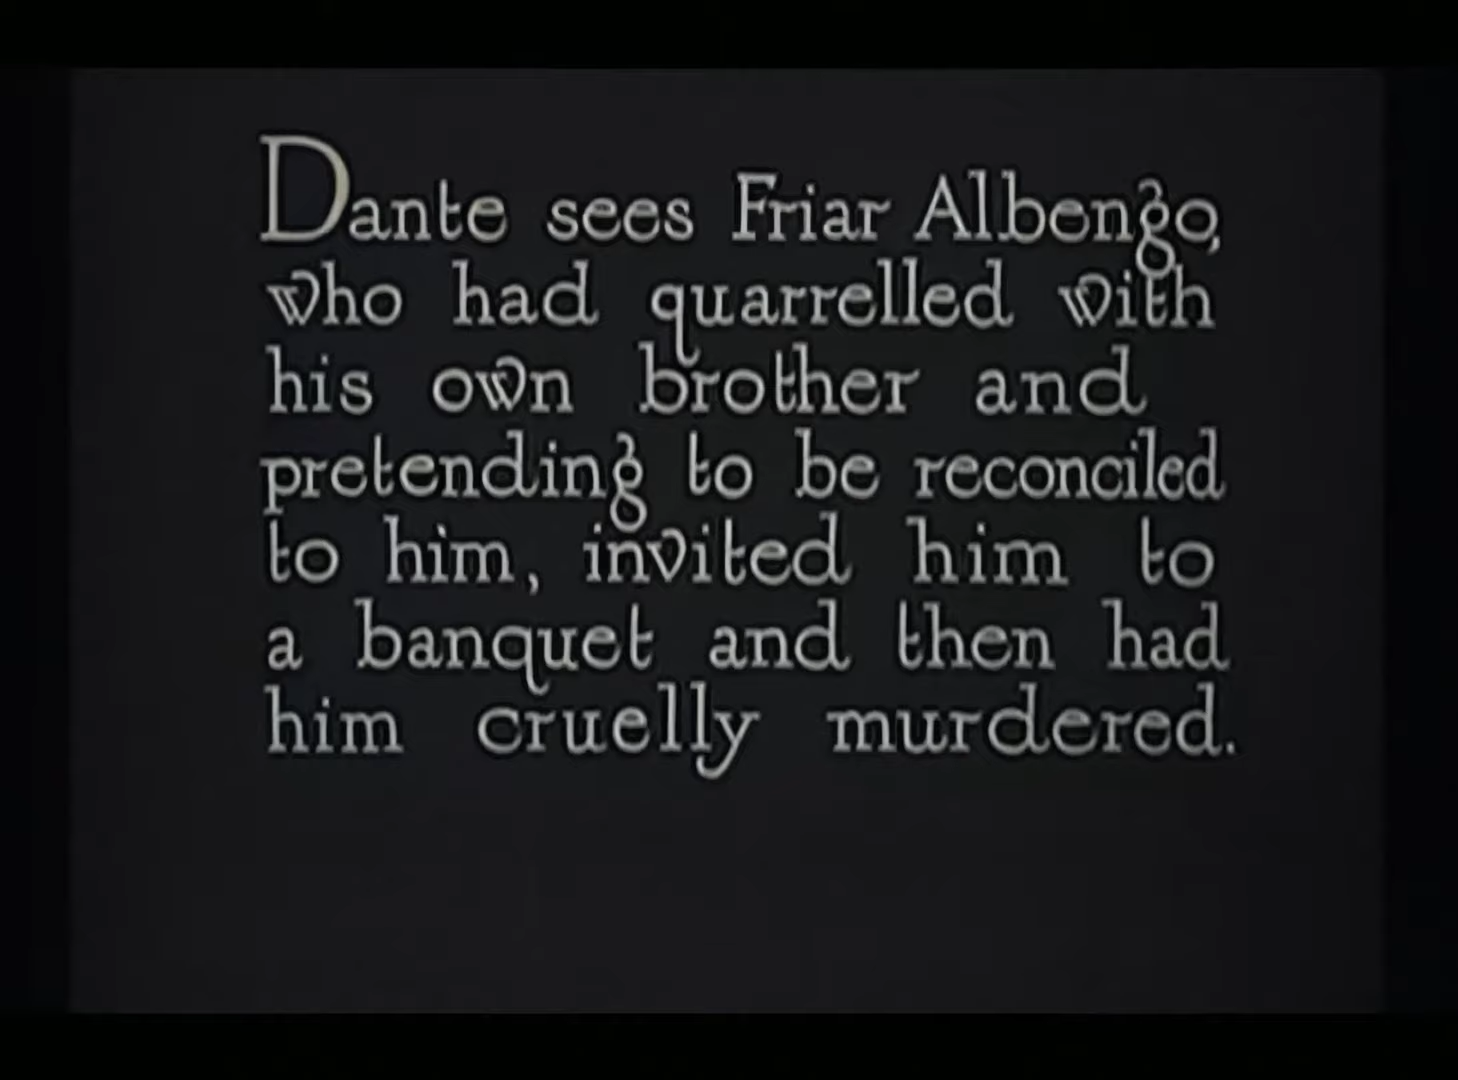 Dante sees Friar Albengo,
who had quarrelled with
his own brother and
pretending to be reconciled
to him, invited him to
a banquet and then had
him cruelly murdered.